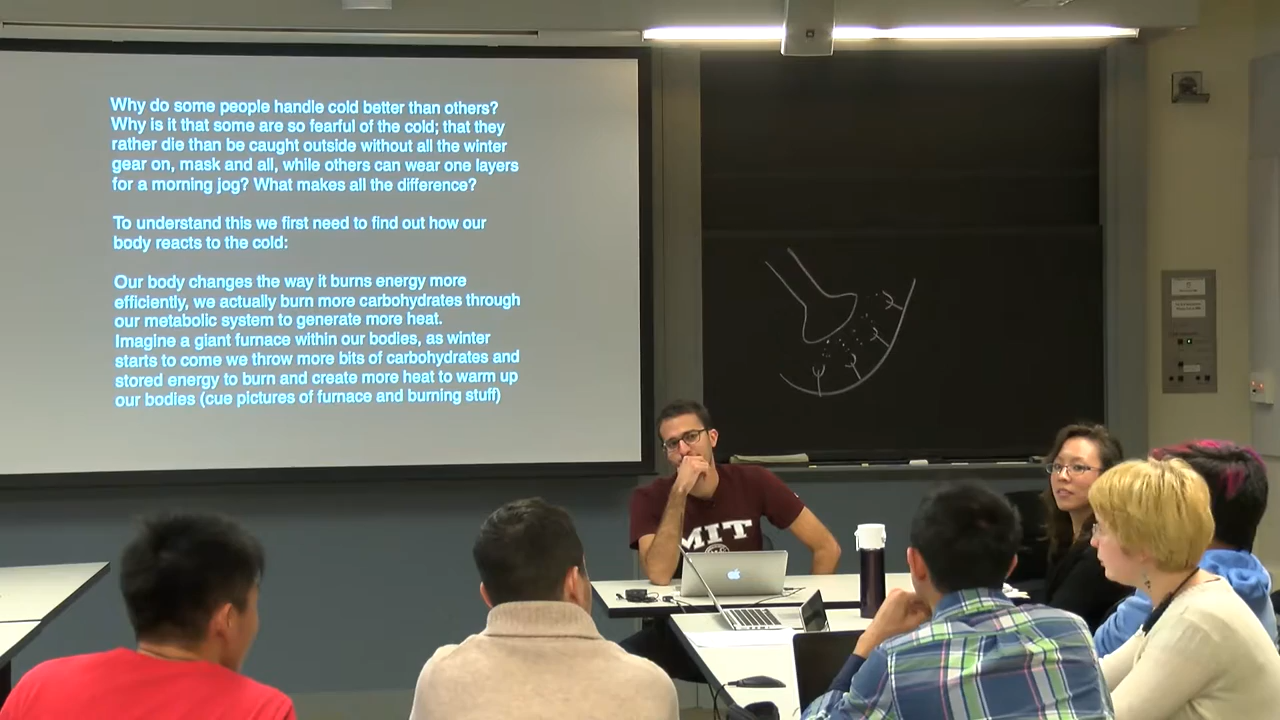 Why do some people handle cold better than others?
Why is it that some are so fearful of the cold; that they
rather die than be caught outside without all the winter
gear on, mask and all, while others can wear one layers
for a morning jog? What makes all the difference?
To understand this we first need to find out how our
body reacts to the cold:
Our body changes the way it burns energy more
efficiently, we actually burn more carbohydrates through
our metabolic system to generate more heat.
Imagine a giant furnace within our bodies, as winter
starts to come we throw more bits of carbohydrates and
stored energy to burn and create more heat to warm up
our bodies (cue pictures of furnace and burning stuff)
MIT